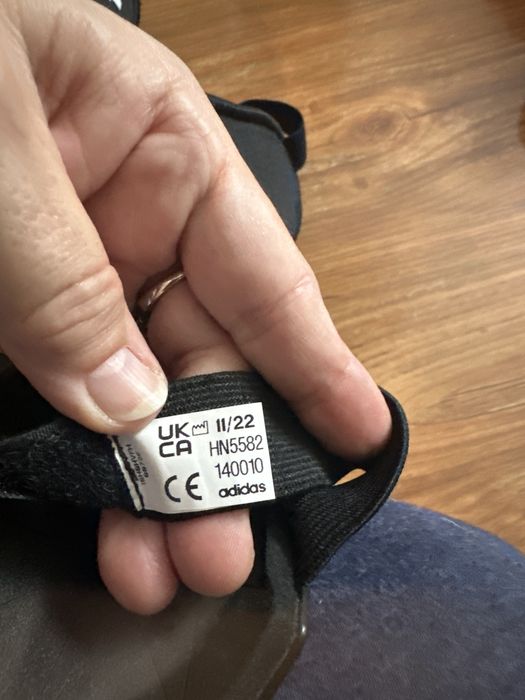 UK
CA
11/22
HN5582
140010
CE
adidas